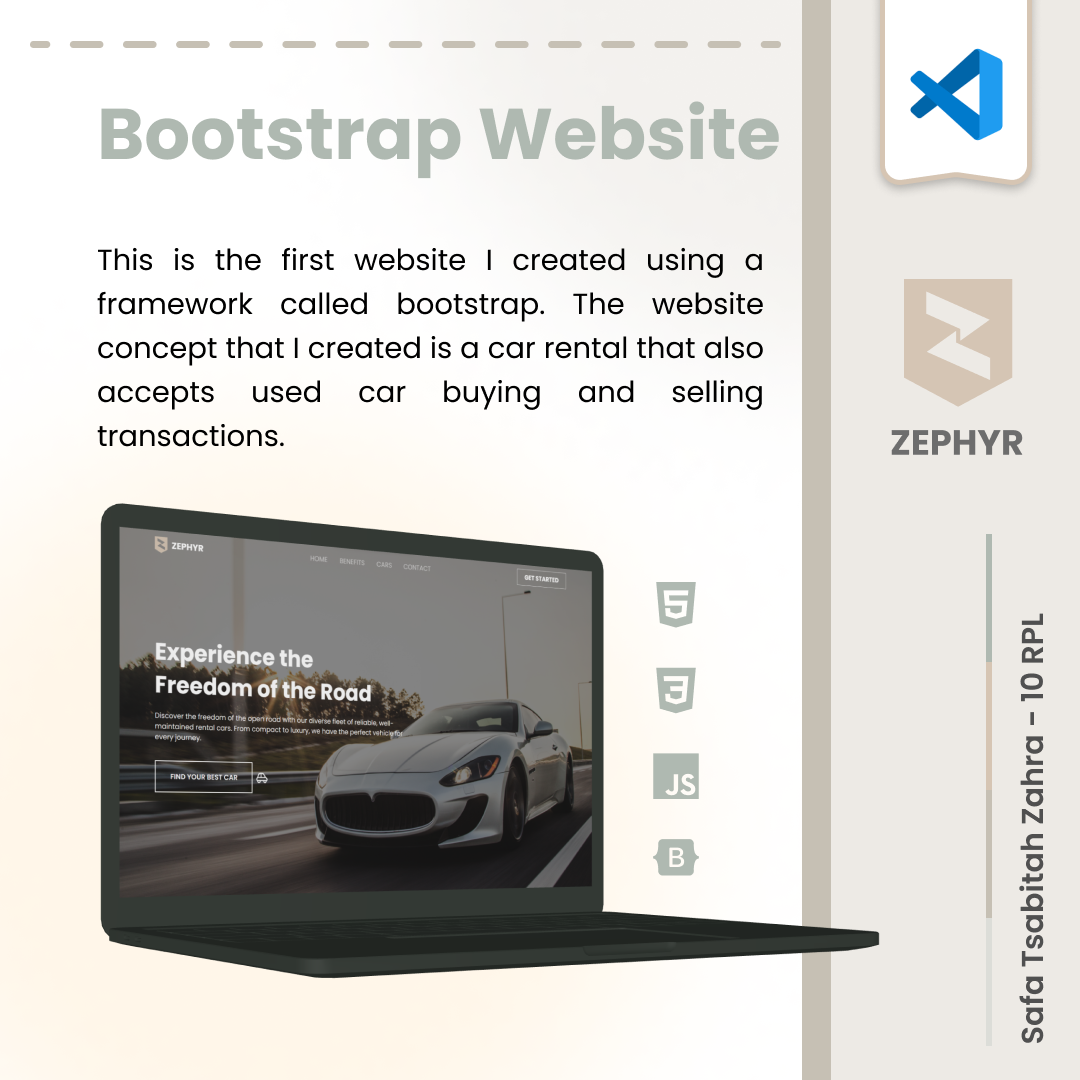 Bootstrap Website
This is the first website I created using a
framework called bootstrap. The website
concept that I created is a car rental that also
accepts used car buying and selling
transactions.
ZEPHYR
HOME BENEFITS CARS CONTACT
GET STARTED
Experience the
Freedom of the Road
Discover the freedom of the open road with our diverse fleet of reliable, well-
maintained rental cars. From compact to luxury, we have the perfect vehicle for
every journey.
FIND YOUR BEST CAR
5
3
JS
B
ZEPHYR
Safa Tsabitah Zahra - 10 RPL